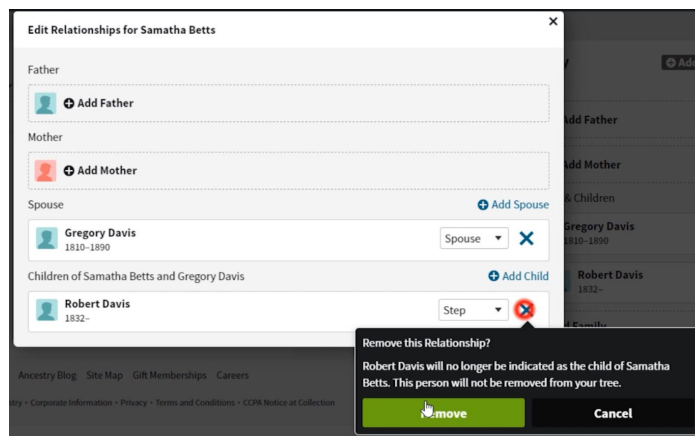 Edit Relationships for Samatha Betts
×
Father
Add Father
Mother
Add Mother
Spouse
Add Spouse
Gregory Davis
1810–1890
Spouse
Children of Samatha Betts and Gregory Davis
Add Child
Robert Davis
1832–
Step
Add Father
Add Mother
& Children
Gregory Davis
1810–1890
Robert Davis
1832–
Remove this Relationship?
Robert Davis will no longer be indicated as the child of Samatha
Betts. This person will not be removed from your tree.
Cancel
Ancestry Blog Site Map Gift Memberships Careers
Corporate Information • Privacy • Terms and Conditions • CCPA Notice at Collection